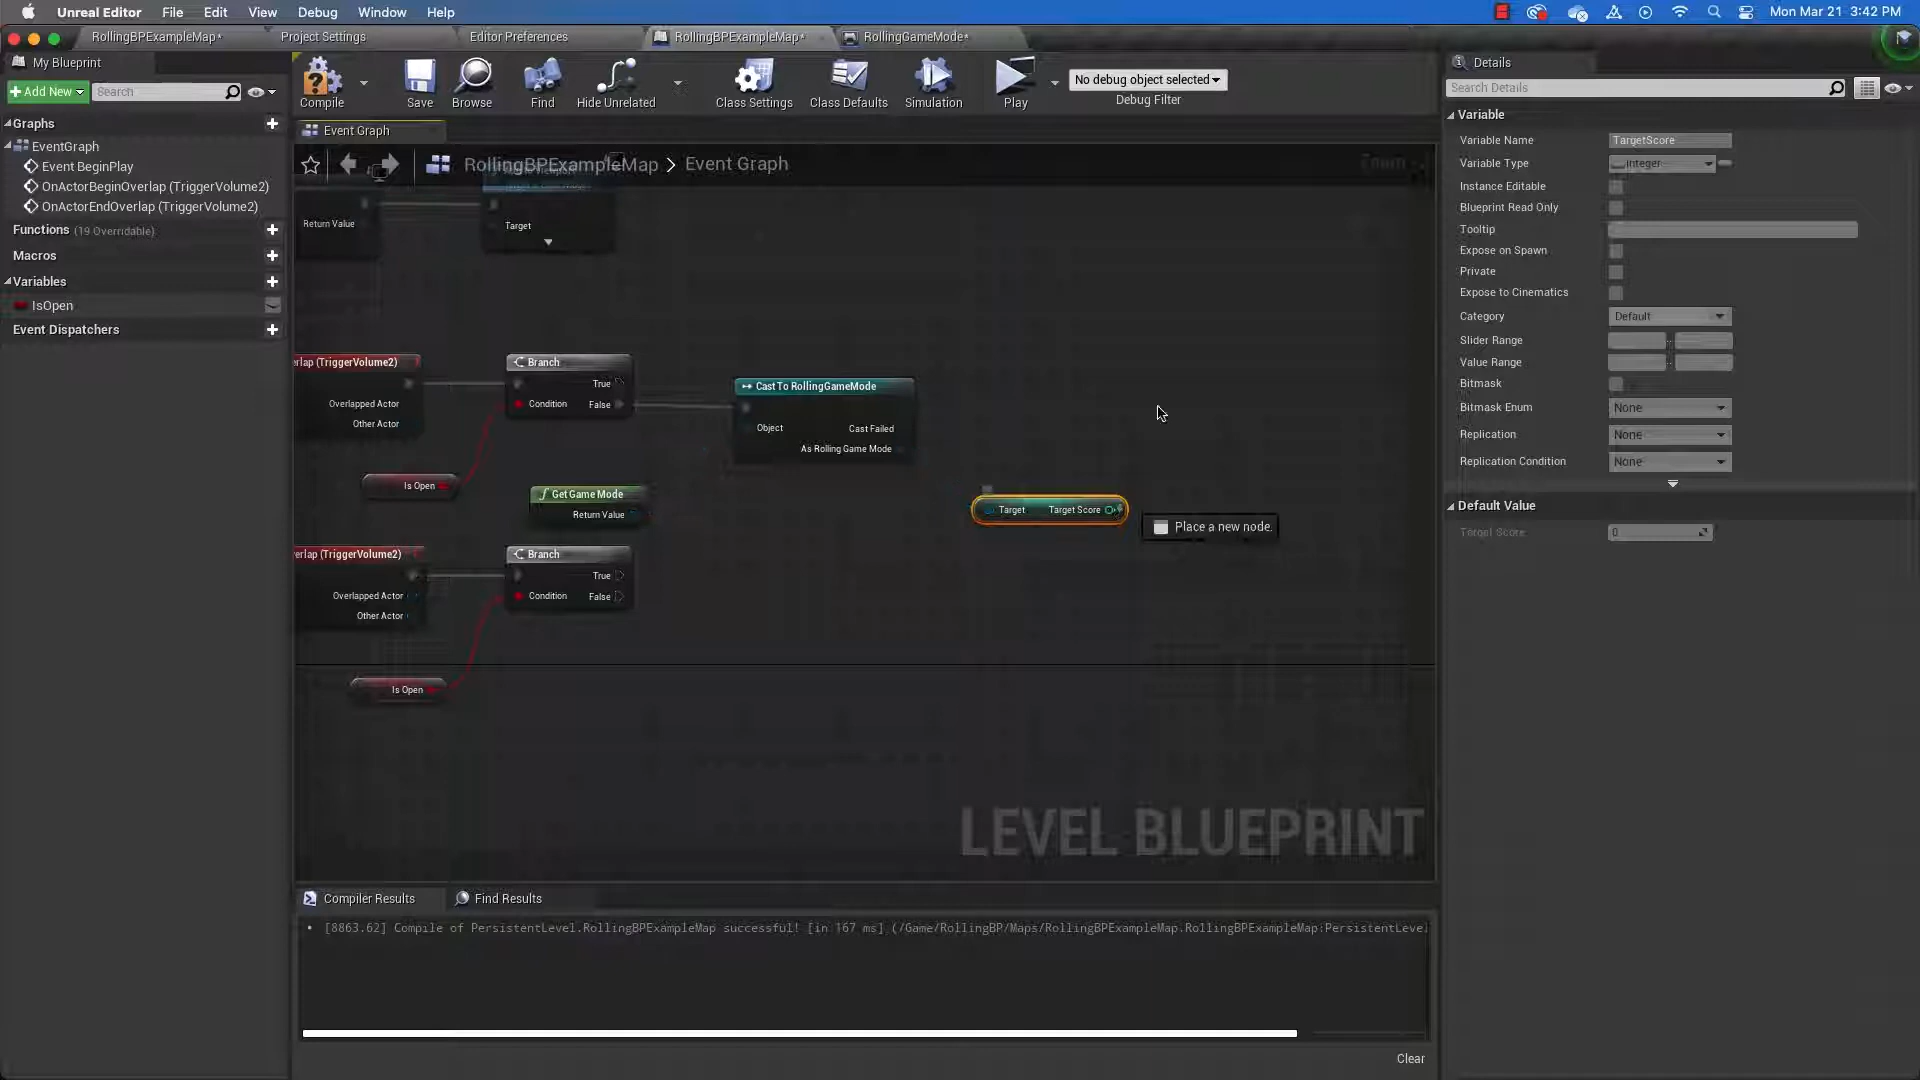 Unreal Editor File Edit View Debug Window Help Mon Mar 21 3:42 PM
RollingBPExampleMap* Project Settings Editor Preferences RollingBPExampleMap* RollingGameMode*
My Blueprint
Add New Search
Compile Save Browse Find Hide Unrelated Class Settings Class Defaults Simulation Play
No debug object selected
Debug Filter
Graphs
EventGraph
Event BeginPlay
OnActorBeginOverlap (TriggerVolume2)
OnActorEndOverlap (TriggerVolume2)
Functions (19 Overridable)
Macros
Variables
IsOpen
Event Dispatchers
Event Graph
RollingBPExampleMap > Event Graph
Return Value
Target
erlap (TriggerVolume2)
Overlapped Actor
Other Actor
Branch
True
Condition False
Cast To RollingGameMode
Object Cast Failed
As Rolling Game Mode
Is Open
Get Game Mode
Return Value
Target Target Score
Place a new node.
verlap (TriggerVolume2)
Overlapped Actor
Other Actor
Branch
True
Condition False
Is Open
LEVEL BLUEPRINT
Compiler Results Find Results
[8863.62] Compile of PersistentLevel.RollingBPExampleMap successful! [in 167 ms] (/Game/RollingBP/Maps/RollingBPExampleMap.RollingBPExampleMap:PersistentLeve
Clear
Details
Search Details
Variable
Variable Name TargetScore
Variable Type Integer
Instance Editable
Blueprint Read Only
Tooltip
Expose on Spawn
Private
Expose to Cinematics
Category Default
Slider Range
Value Range
Bitmask
Bitmask Enum None
Replication None
Replication Condition None
Default Value
Target Score 0